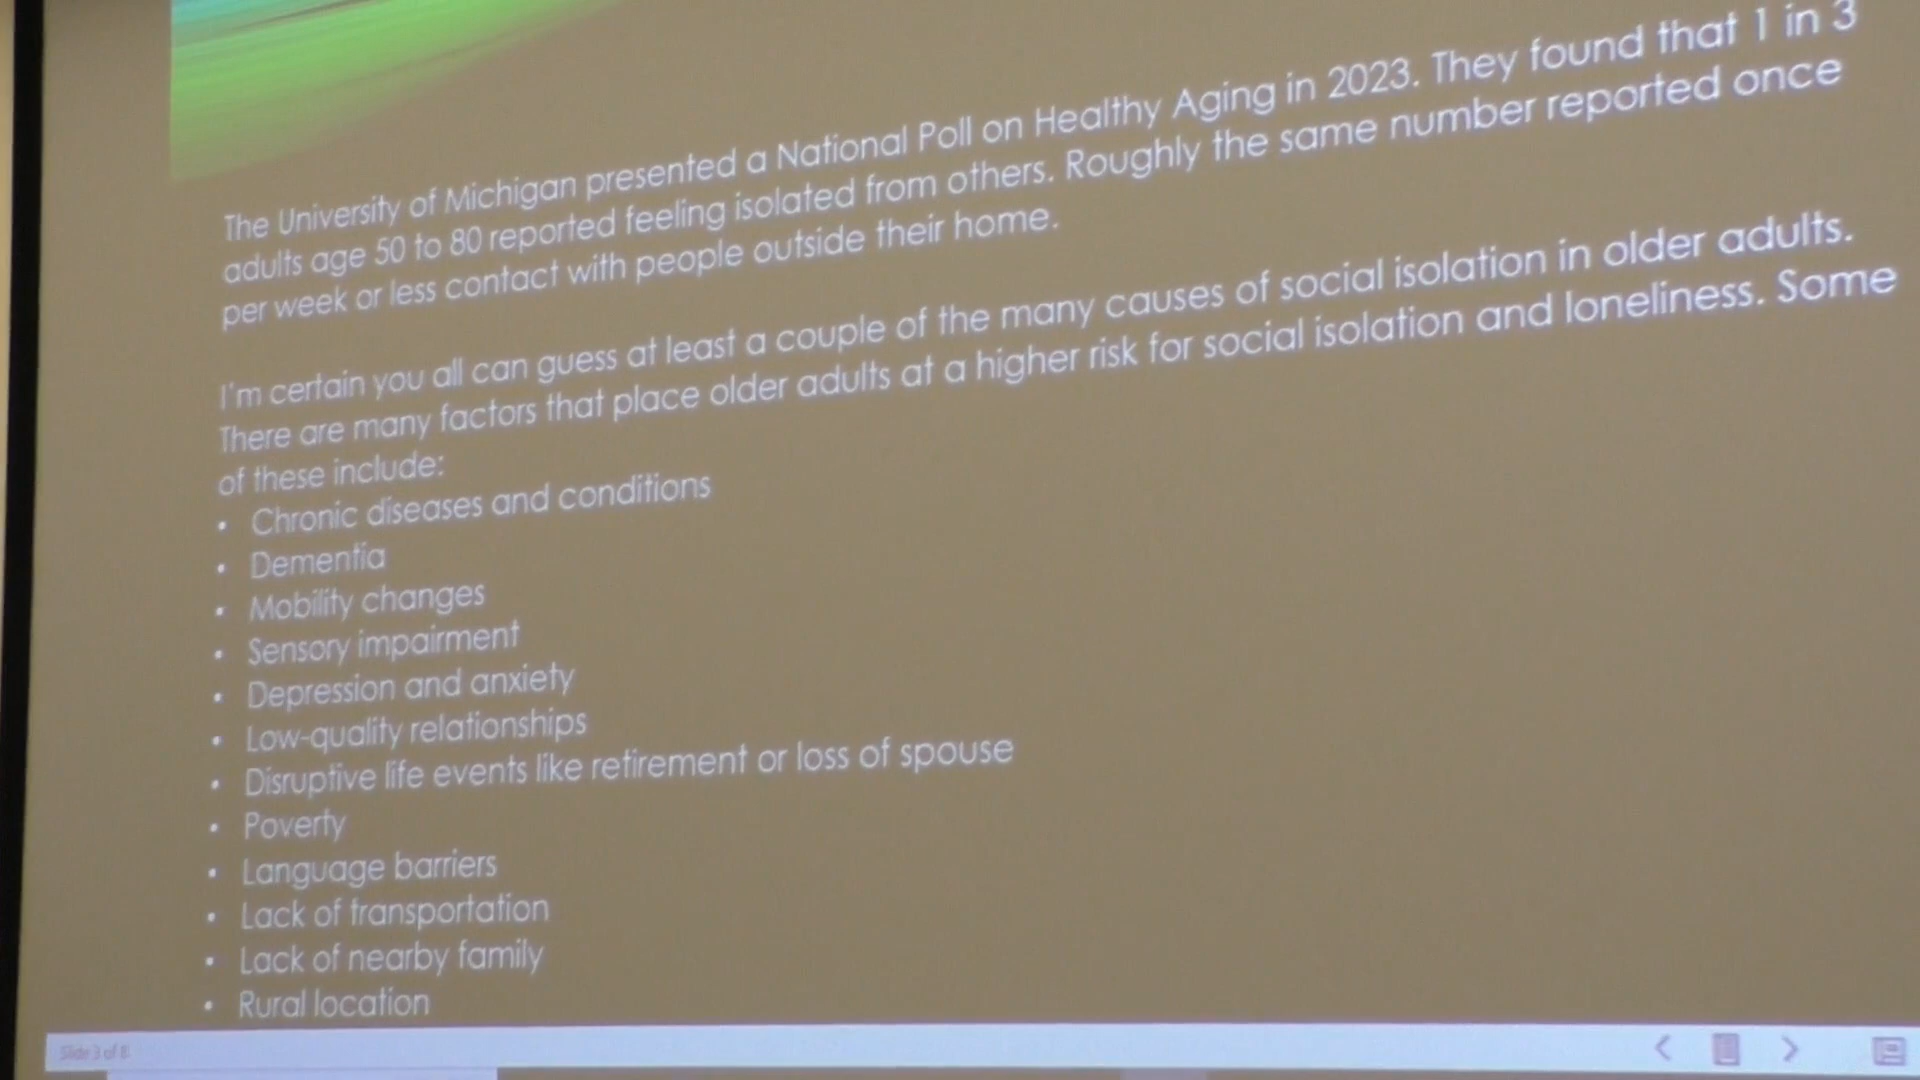 The University of Michigan presented a National Poll on Healthy Aging in 2023. They found that 1 in 3
adults age 50 to 80 reported feeling isolated from others. Roughly the same number reported once
per week or less contact with people outside their home.
I'm certain you all can guess at least a couple of the many causes of social isolation in older adults.
There are many factors that place older adults at a higher risk for social isolation and loneliness. Some
of these include:
• Chronic diseases and conditions
• Dementia
• Mobility changes
• Sensory impairment
• Depression and anxiety
• Low-quality relationships
• Disruptive life events like retirement or loss of spouse
• Poverty
• Language barriers
• Lack of transportation
• Lack of nearby family
• Rural location
Slide 3 of 8